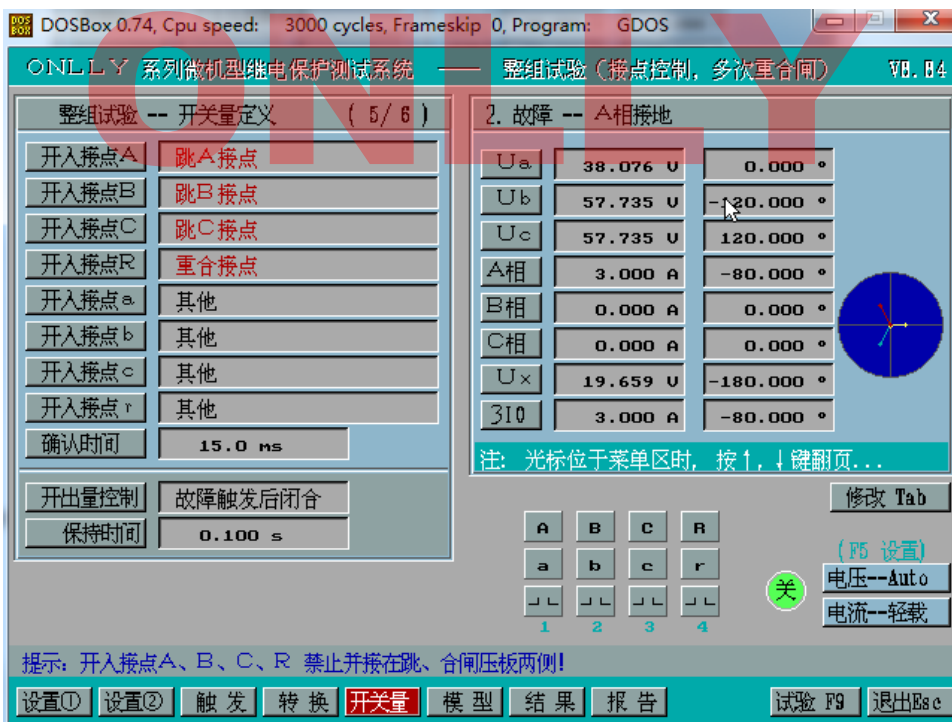 DOSBox 0.74, Cpu speed: 3000 cycles, Frameskip 0, Program: GDOS
ONLLY 系列微机型继电保护测试系统 —— 整组试验（接点控制，多次重合闸） V8.84
ONLLY
整组试验 -- 开关量定义 ( 5/ 6 )
开入接点A 跳A接点
开入接点B 跳B接点
开入接点C 跳C接点
开入接点R 重合接点
开入接点a 其他
开入接点b 其他
开入接点c 其他
开入接点r 其他
确认时间 15.0 ms
开出量控制 故障触发后闭合
保持时间 0.100 s
2. 故障 -- A相接地
Ua 38.076 V 0.000 °
Ub 57.735 V -120.000 °
Uc 57.735 V 120.000 °
A相 3.000 A -80.000 °
B相 0.000 A 0.000 °
C相 0.000 A 0.000 °
Ux 19.659 V -180.000 °
3I0 3.000 A -80.000 °
注: 光标位于菜单区时, 按↑,↓键翻页...
修改 Tab
A B C R
a b c r
1 2 3 4
关
(F5 设置)
电压--Auto
电流--轻载
提示: 开入接点A、B、C、R 禁止并接在跳、合闸压板两侧!
设置① 设置② 触发 转换 开关量 模型 结果 报告 试验 F9 退出Esc